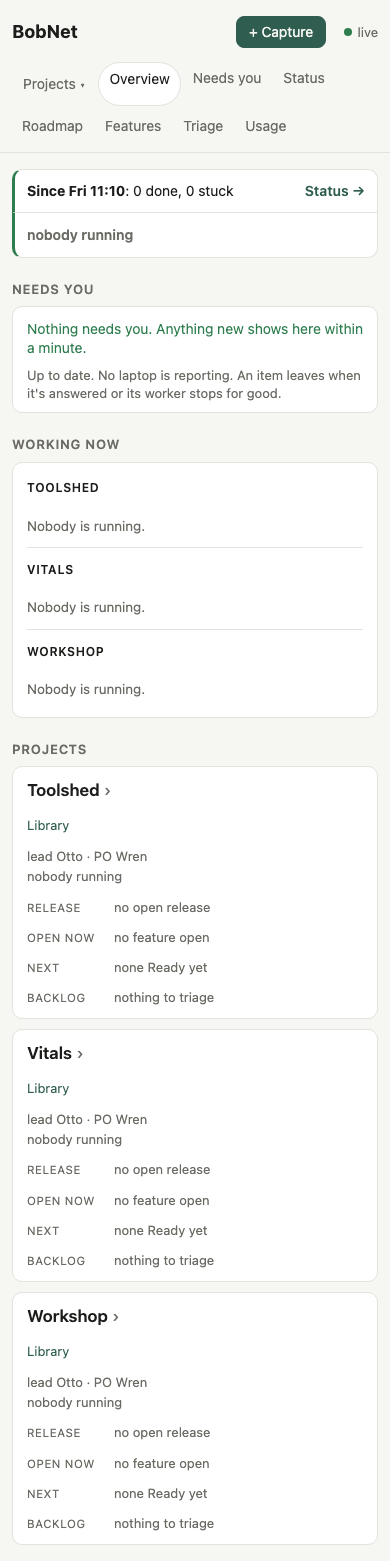 BobNet
+ Capture
live
Projects ▾
Overview
Needs you
Status
Roadmap
Features
Triage
Usage
Since Fri 11:10: 0 done, 0 stuck
Status →
nobody running
NEEDS YOU
Nothing needs you. Anything new shows here within
a minute.
Up to date. No laptop is reporting. An item leaves when
it's answered or its worker stops for good.
WORKING NOW
TOOLSHED
Nobody is running.
VITALS
Nobody is running.
WORKSHOP
Nobody is running.
PROJECTS
Toolshed ›
Library
lead Otto · PO Wren
nobody running
RELEASE no open release
OPEN NOW no feature open
NEXT none Ready yet
BACKLOG nothing to triage
Vitals ›
Library
lead Otto · PO Wren
nobody running
RELEASE no open release
OPEN NOW no feature open
NEXT none Ready yet
BACKLOG nothing to triage
Workshop ›
Library
lead Otto · PO Wren
nobody running
RELEASE no open release
OPEN NOW no feature open
NEXT none Ready yet
BACKLOG nothing to triage